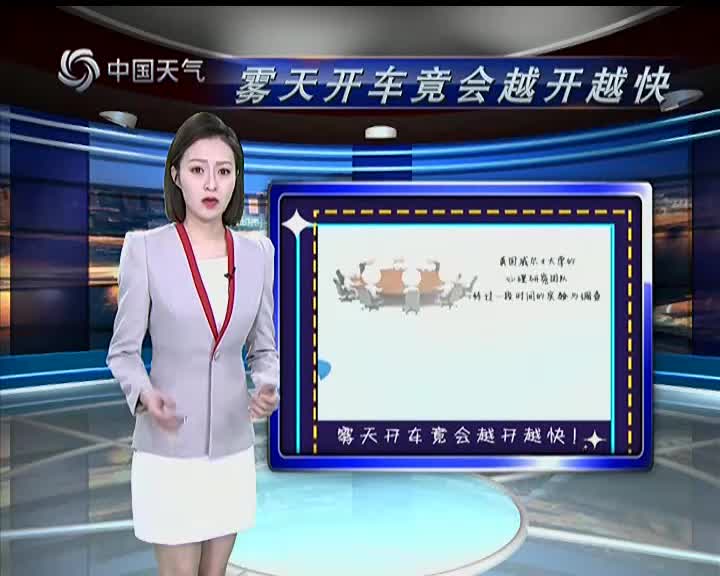 中国天气
雾天开车竟会越开越快
英国威尔士大学的
心理研究团队
经过一段时间的实验与调查
雾天开车竟会越开越快!